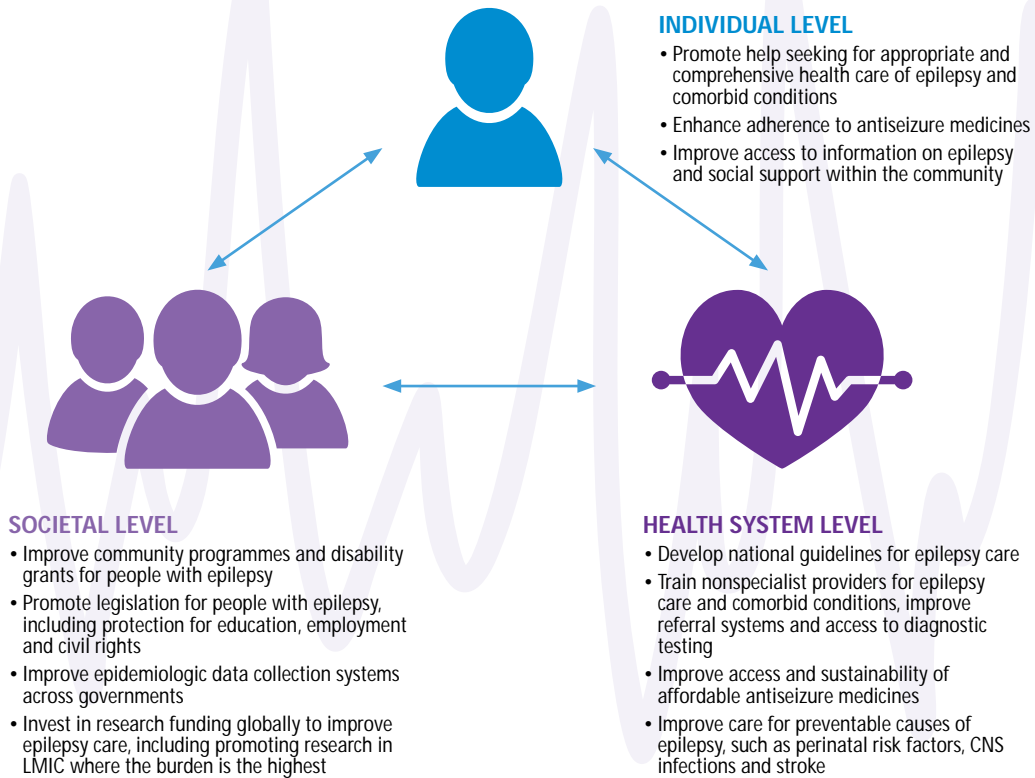 INDIVIDUAL LEVEL
• Promote help seeking for appropriate and
comprehensive health care of epilepsy and
comorbid conditions
• Enhance adherence to antiseizure medicines
• Improve access to information on epilepsy
and social support within the community
SOCIETAL LEVEL
• Improve community programmes and disability
grants for people with epilepsy
• Promote legislation for people with epilepsy,
including protection for education, employment
and civil rights
• Improve epidemiologic data collection systems
across governments
• Invest in research funding globally to improve
epilepsy care, including promoting research in
LMIC where the burden is the highest
HEALTH SYSTEM LEVEL
• Develop national guidelines for epilepsy care
• Train nonspecialist providers for epilepsy
care and comorbid conditions, improve
referral systems and access to diagnostic
testing
• Improve access and sustainability of
affordable antiseizure medicines
• Improve care for preventable causes of
epilepsy, such as perinatal risk factors, CNS
infections and stroke